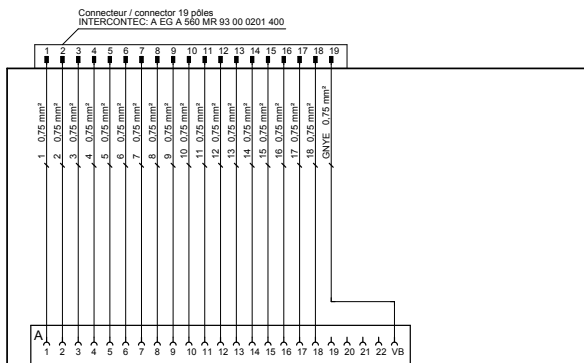 Connecteur / connector 19 pôles
INTERCONTEC: A EG A 560 MR 93 00 0201 400
1 2 3 4 5 6 7 8 9 10 11 12 13 14 15 16 17 18 19
1 0,75 mm²
2 0,75 mm²
3 0,75 mm²
4 0,75 mm²
5 0,75 mm²
6 0,75 mm²
7 0,75 mm²
8 0,75 mm²
9 0,75 mm²
10 0,75 mm²
11 0,75 mm²
12 0,75 mm²
13 0,75 mm²
14 0,75 mm²
15 0,75 mm²
16 0,75 mm²
17 0,75 mm²
18 0,75 mm²
GNYE 0,75 mm²
A
1 2 3 4 5 6 7 8 9 10 11 12 13 14 15 16 17 18 19 20 21 22 VB